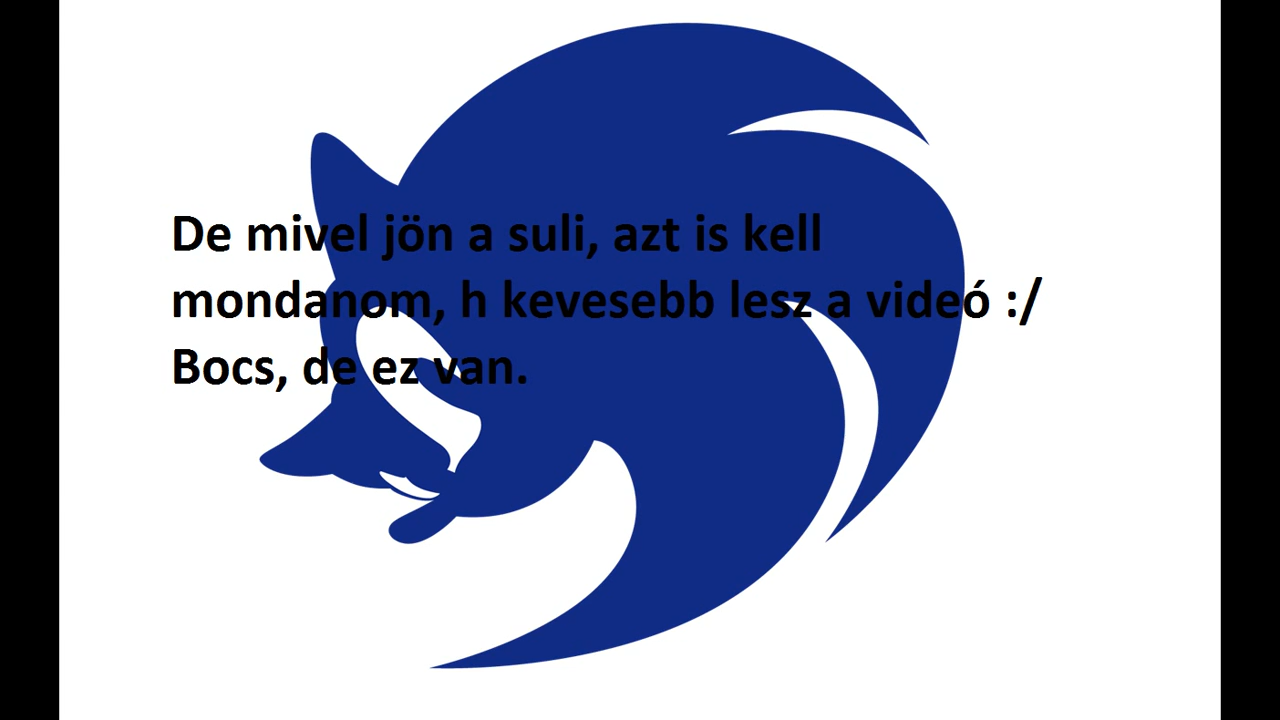 De mivel jön a suli, azt is kell
mondanom, h kevesebb lesz a videó :/
Bocs, de ez van.